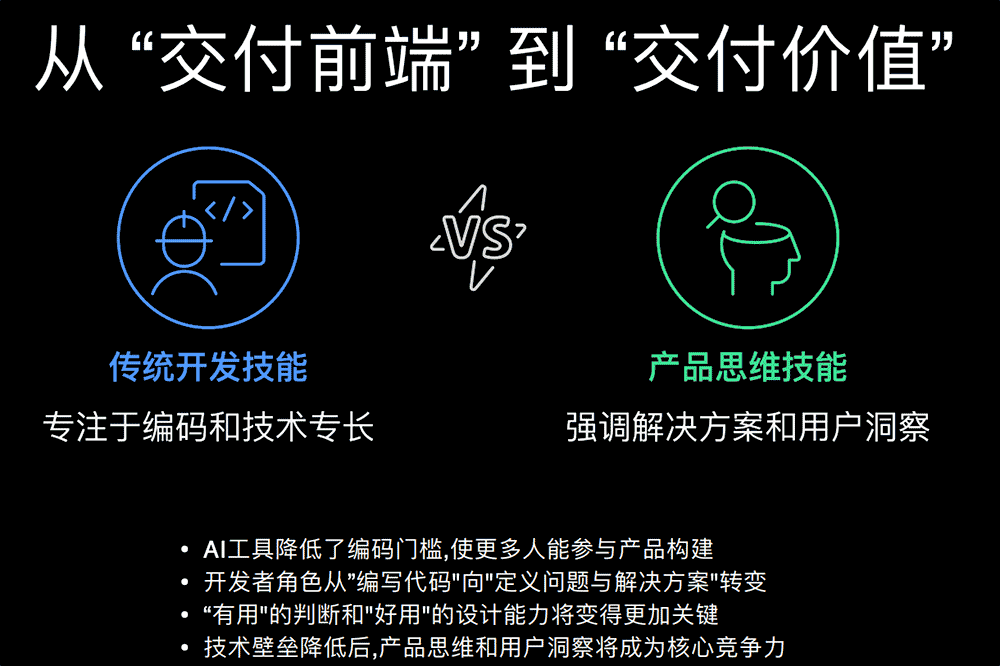 从 “交付前端” 到 “交付价值”
</>
VS
传统开发技能
产品思维技能
专注于编码和技术专长
强调解决方案和用户洞察
• AI工具降低了编码门槛,使更多人能参与产品构建
• 开发者角色从”编写代码"向"定义问题与解决方案"转变
• “有用"的判断和"好用"的设计能力将变得更加关键
• 技术壁垒降低后,产品思维和用户洞察将成为核心竞争力